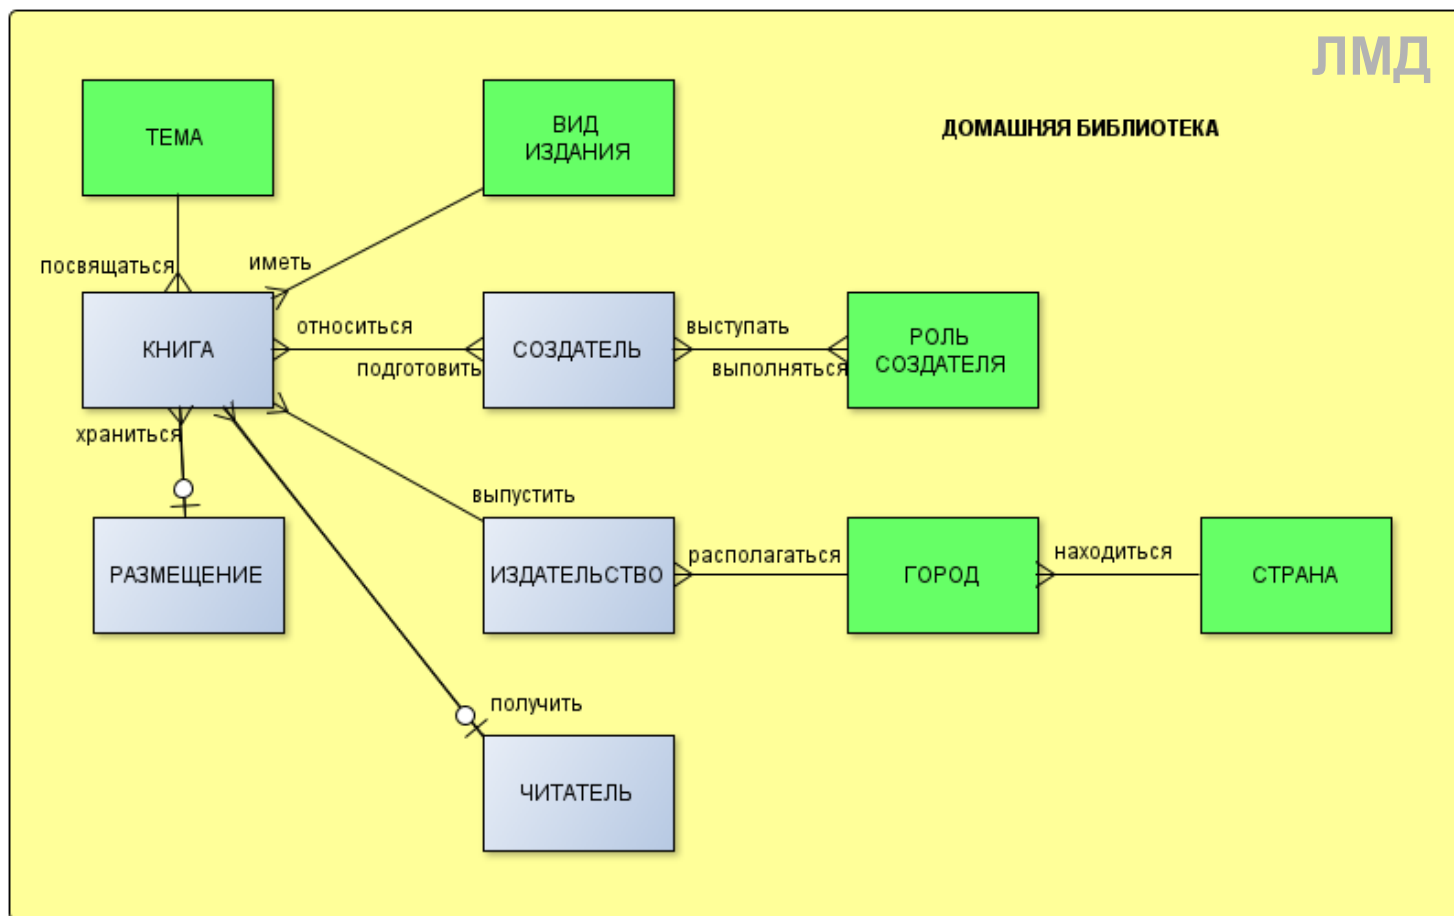 ЛМД
ДОМАШНЯЯ БИБЛИОТЕКА
ТЕМА
ВИД
ИЗДАНИЯ
посвящаться
иметь
КНИГА
относиться
подготовить
СОЗДАТЕЛЬ
выступать
выполняться
РОЛЬ
СОЗДАТЕЛЯ
храниться
выпустить
РАЗМЕЩЕНИЕ
ИЗДАТЕЛЬСТВО
располагаться
ГОРОД
находиться
СТРАНА
получить
ЧИТАТЕЛЬ